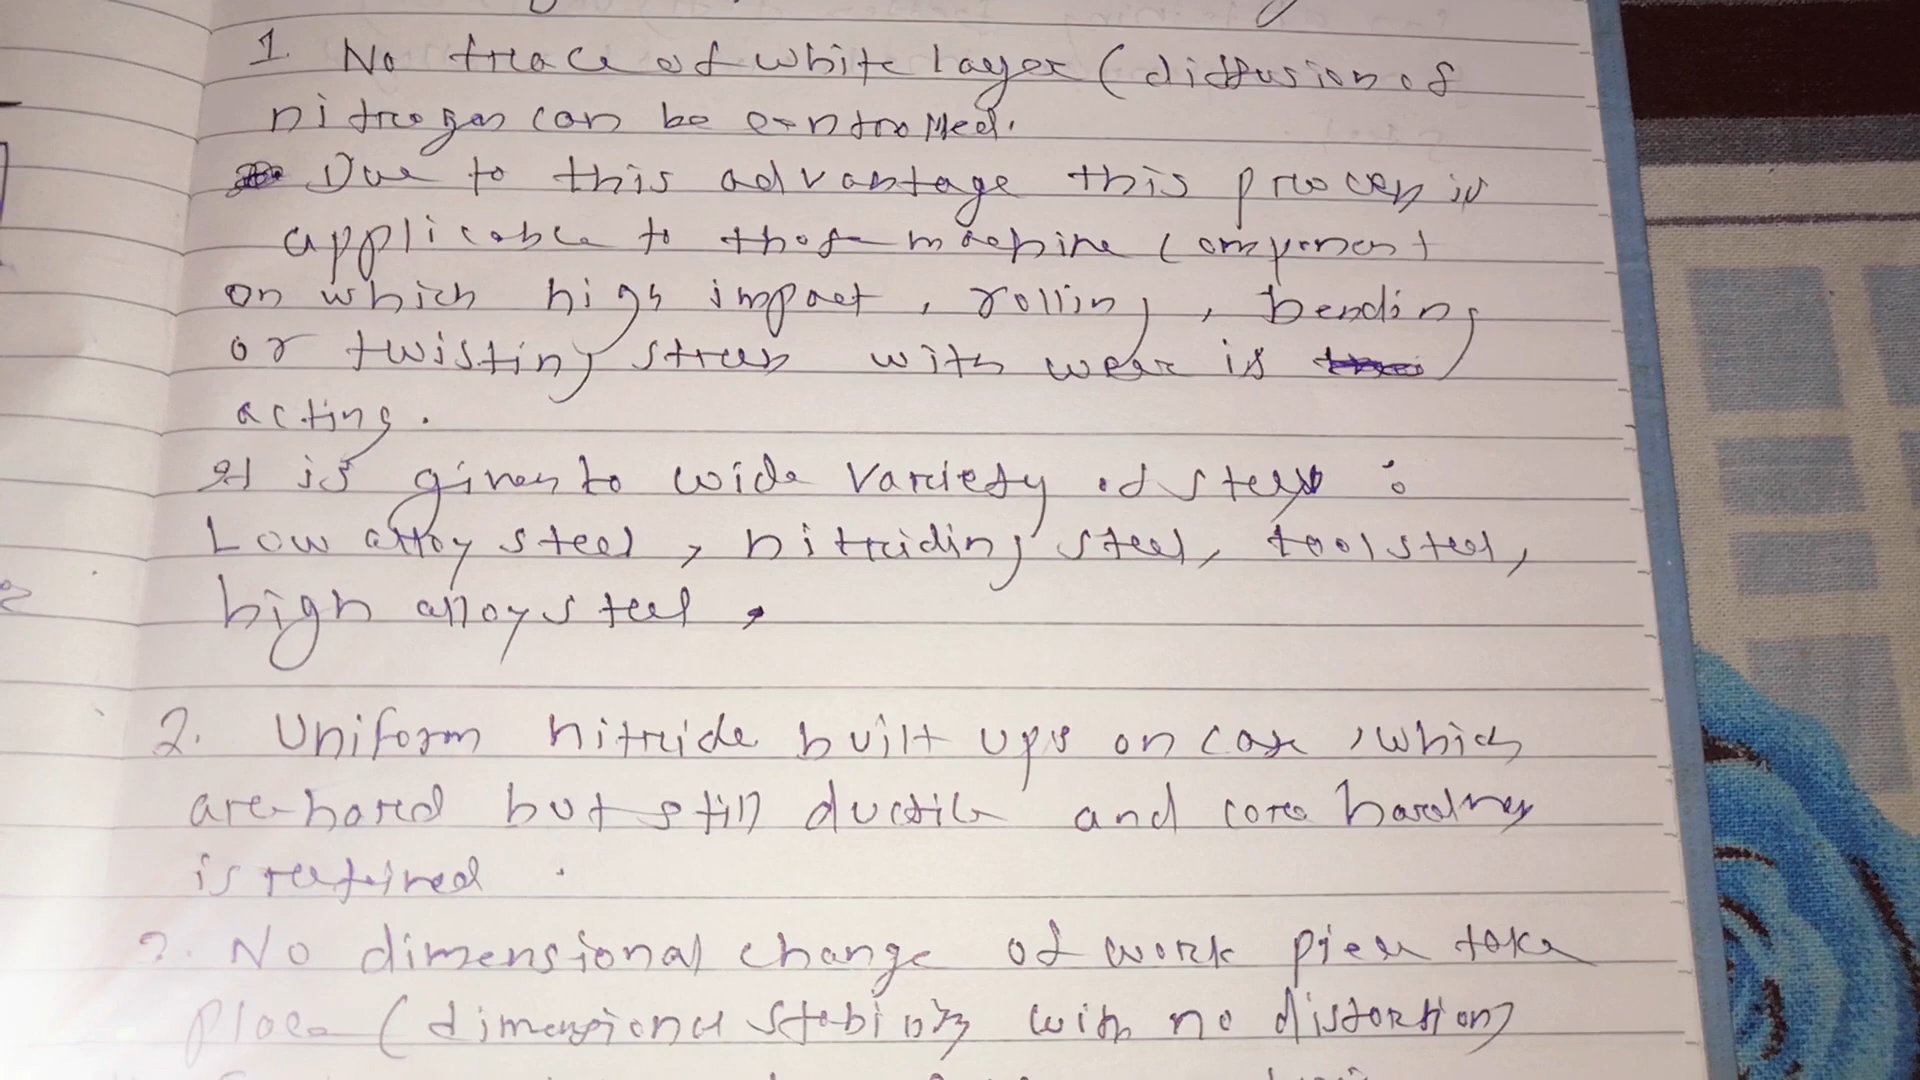 1. No trace of white layer (diffusion of
nitrogen can be controlled.
Due to this advantage this process is
applicable to those machine component
on which high impact, rolling, bending
or twisting stress with wear is
acting.
It is given to wide variety of steels :
Low alloy steel, nitriding steel, tool steel,
high alloy steel,
2. Uniform nitride built ups on case, which
are hard but still ductile and core hardness
is retained.
3. No dimensional change of work piece take
place (dimensional stability with no distortion)